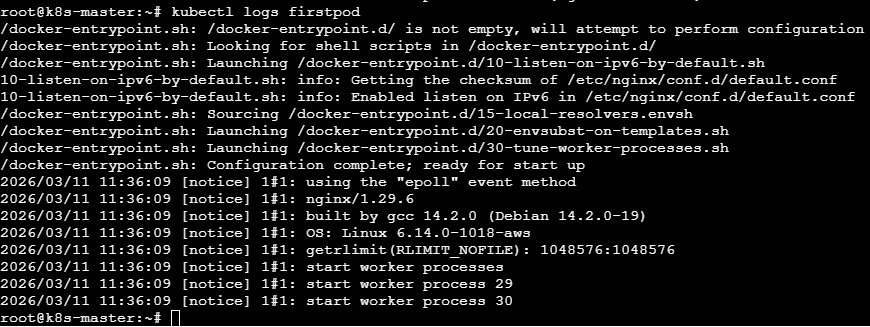 root@k8s-master:~# kubectl logs firstpod
/docker-entrypoint.sh: /docker-entrypoint.d/ is not empty, will attempt to perform configuration
/docker-entrypoint.sh: Looking for shell scripts in /docker-entrypoint.d/
/docker-entrypoint.sh: Launching /docker-entrypoint.d/10-listen-on-ipv6-by-default.sh
10-listen-on-ipv6-by-default.sh: info: Getting the checksum of /etc/nginx/conf.d/default.conf
10-listen-on-ipv6-by-default.sh: info: Enabled listen on IPv6 in /etc/nginx/conf.d/default.conf
/docker-entrypoint.sh: Sourcing /docker-entrypoint.d/15-local-resolvers.envsh
/docker-entrypoint.sh: Launching /docker-entrypoint.d/20-envsubst-on-templates.sh
/docker-entrypoint.sh: Launching /docker-entrypoint.d/30-tune-worker-processes.sh
/docker-entrypoint.sh: Configuration complete; ready for start up
2026/03/11 11:36:09 [notice] 1#1: using the "epoll" event method
2026/03/11 11:36:09 [notice] 1#1: nginx/1.29.6
2026/03/11 11:36:09 [notice] 1#1: built by gcc 14.2.0 (Debian 14.2.0-19)
2026/03/11 11:36:09 [notice] 1#1: OS: Linux 6.14.0-1018-aws
2026/03/11 11:36:09 [notice] 1#1: getrlimit(RLIMIT_NOFILE): 1048576:1048576
2026/03/11 11:36:09 [notice] 1#1: start worker processes
2026/03/11 11:36:09 [notice] 1#1: start worker process 29
2026/03/11 11:36:09 [notice] 1#1: start worker process 30
root@k8s-master:~#